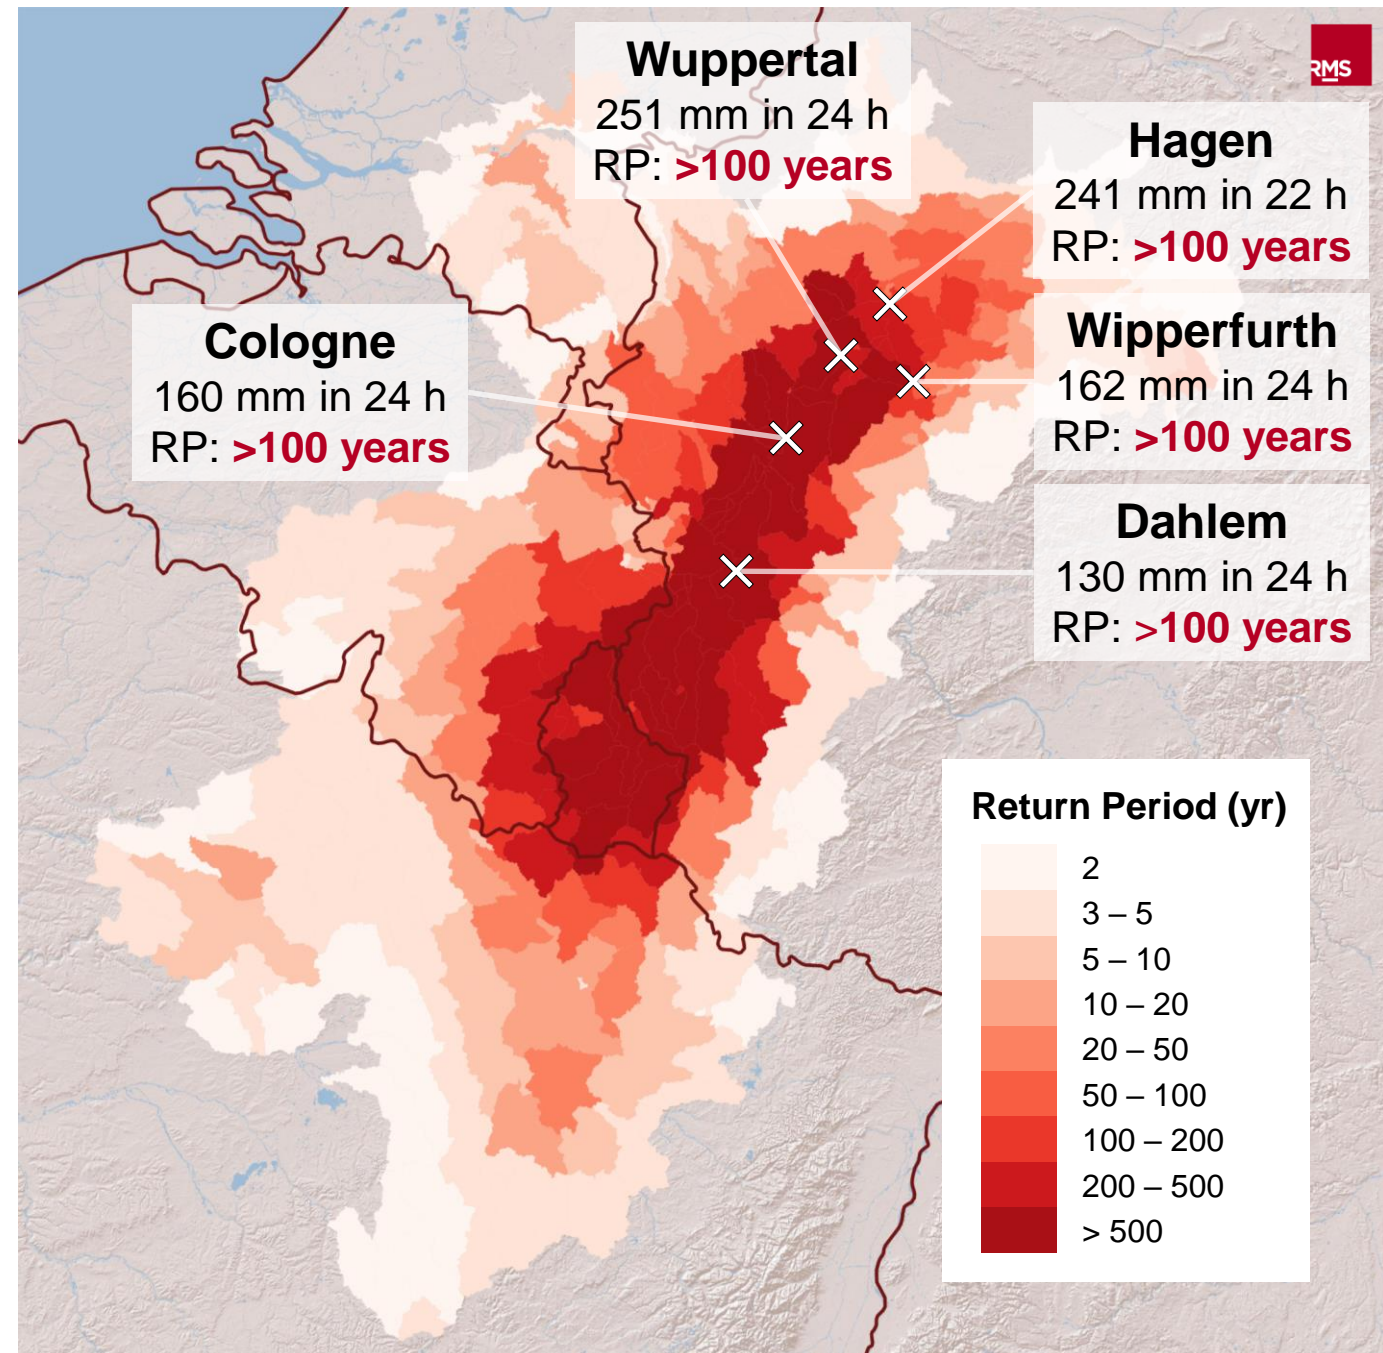 Wuppertal
251 mm in 24 h
RP: >100 years
RMS
Hagen
241 mm in 22 h
RP: >100 years
Cologne
160 mm in 24 h
RP: >100 years
Wipperfurth
162 mm in 24 h
RP: >100 years
Dahlem
130 mm in 24 h
RP: >100 years
Return Period (yr)
2
3 – 5
5 – 10
10 – 20
20 – 50
50 – 100
100 – 200
200 – 500
> 500